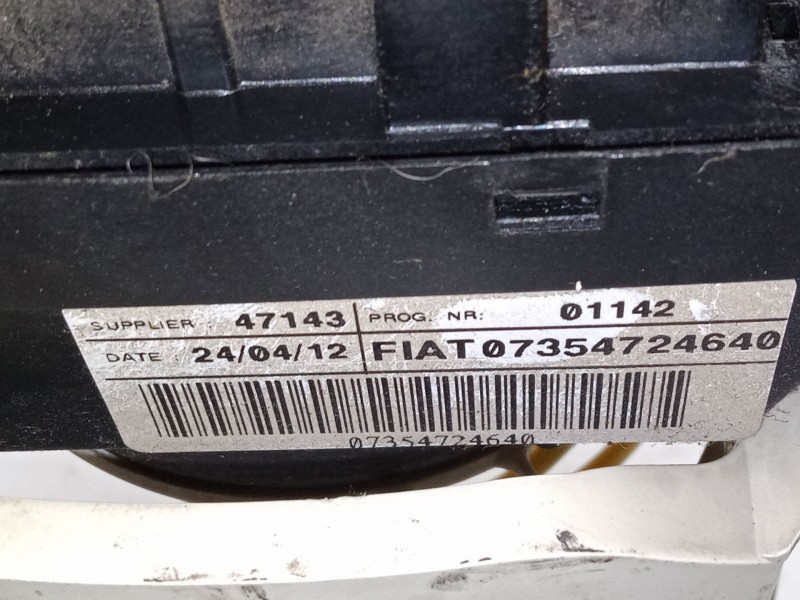 SUPPLIER : 47143 PROG. NR: 01142
DATE : 24/04/12 FIAT07354724640
07354724640